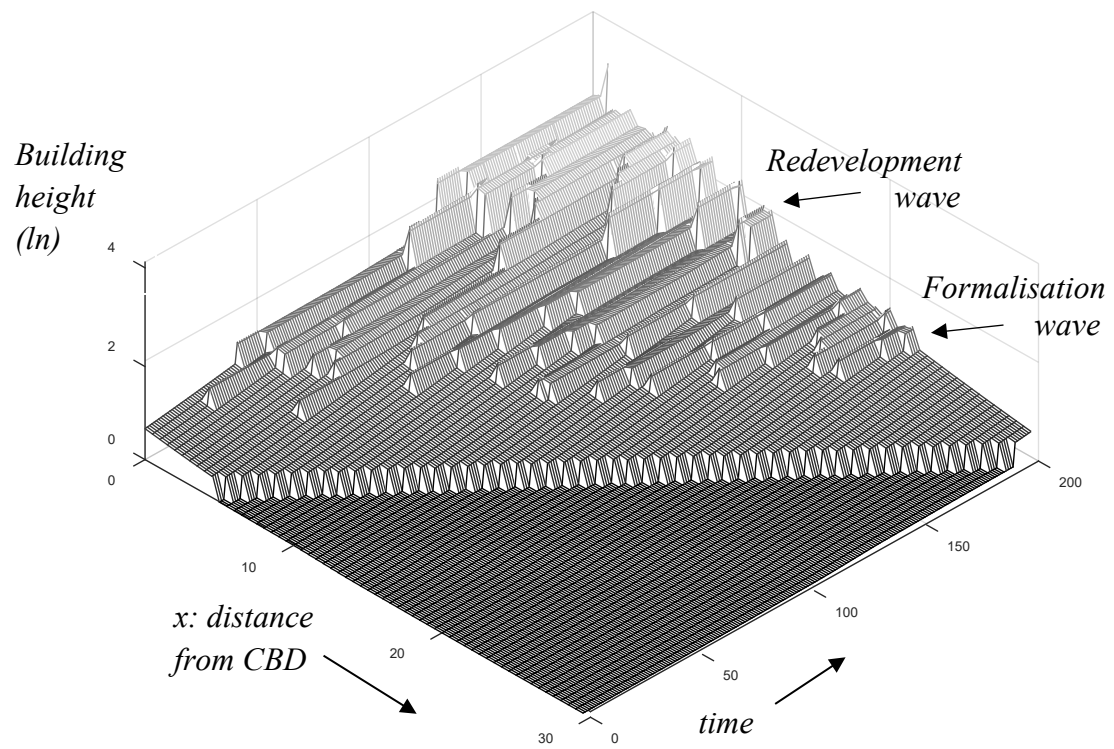 Building
height
(ln)
Redevelopment
wave
Formalisation
wave
4
2
0
0
10
20
30
x: distance
from CBD
0
50
100
150
200
time